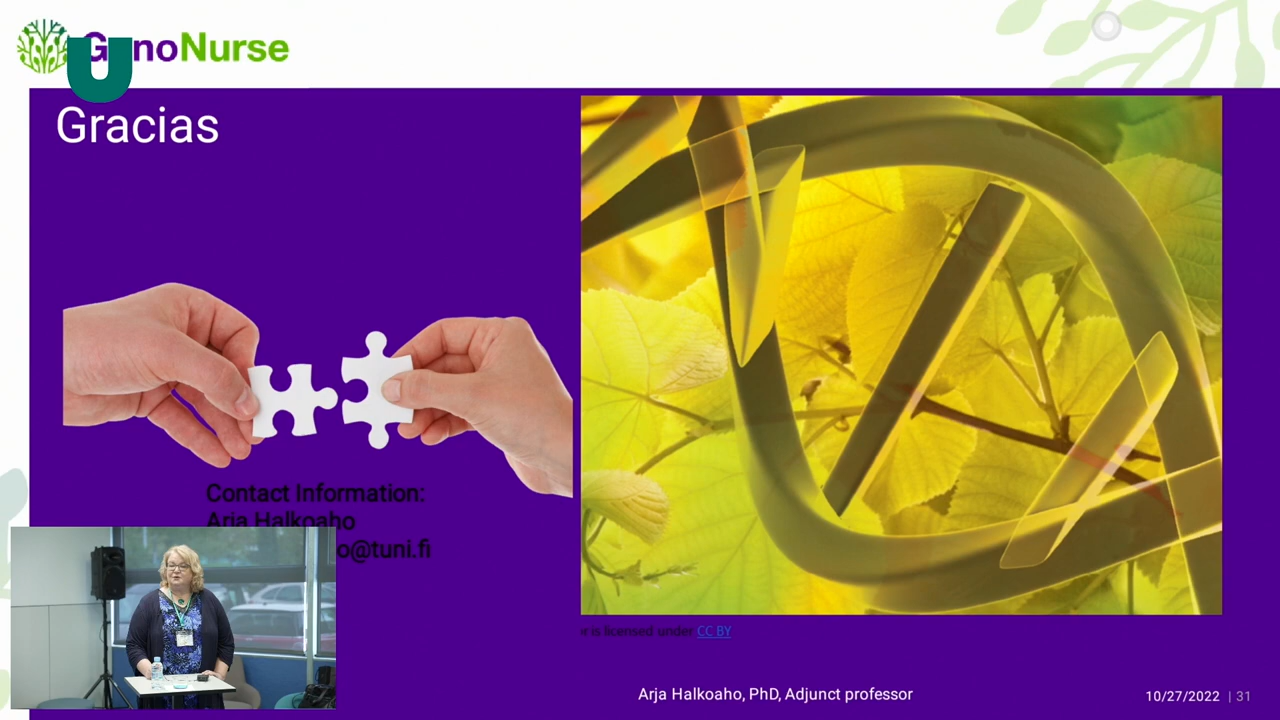 GenoNurse
U
Gracias
Contact Information:
Arja Halkoaho
o@tuni.fi
r is licensed under CC BY
Arja Halkoaho, PhD, Adjunct professor
10/27/2022 | 31